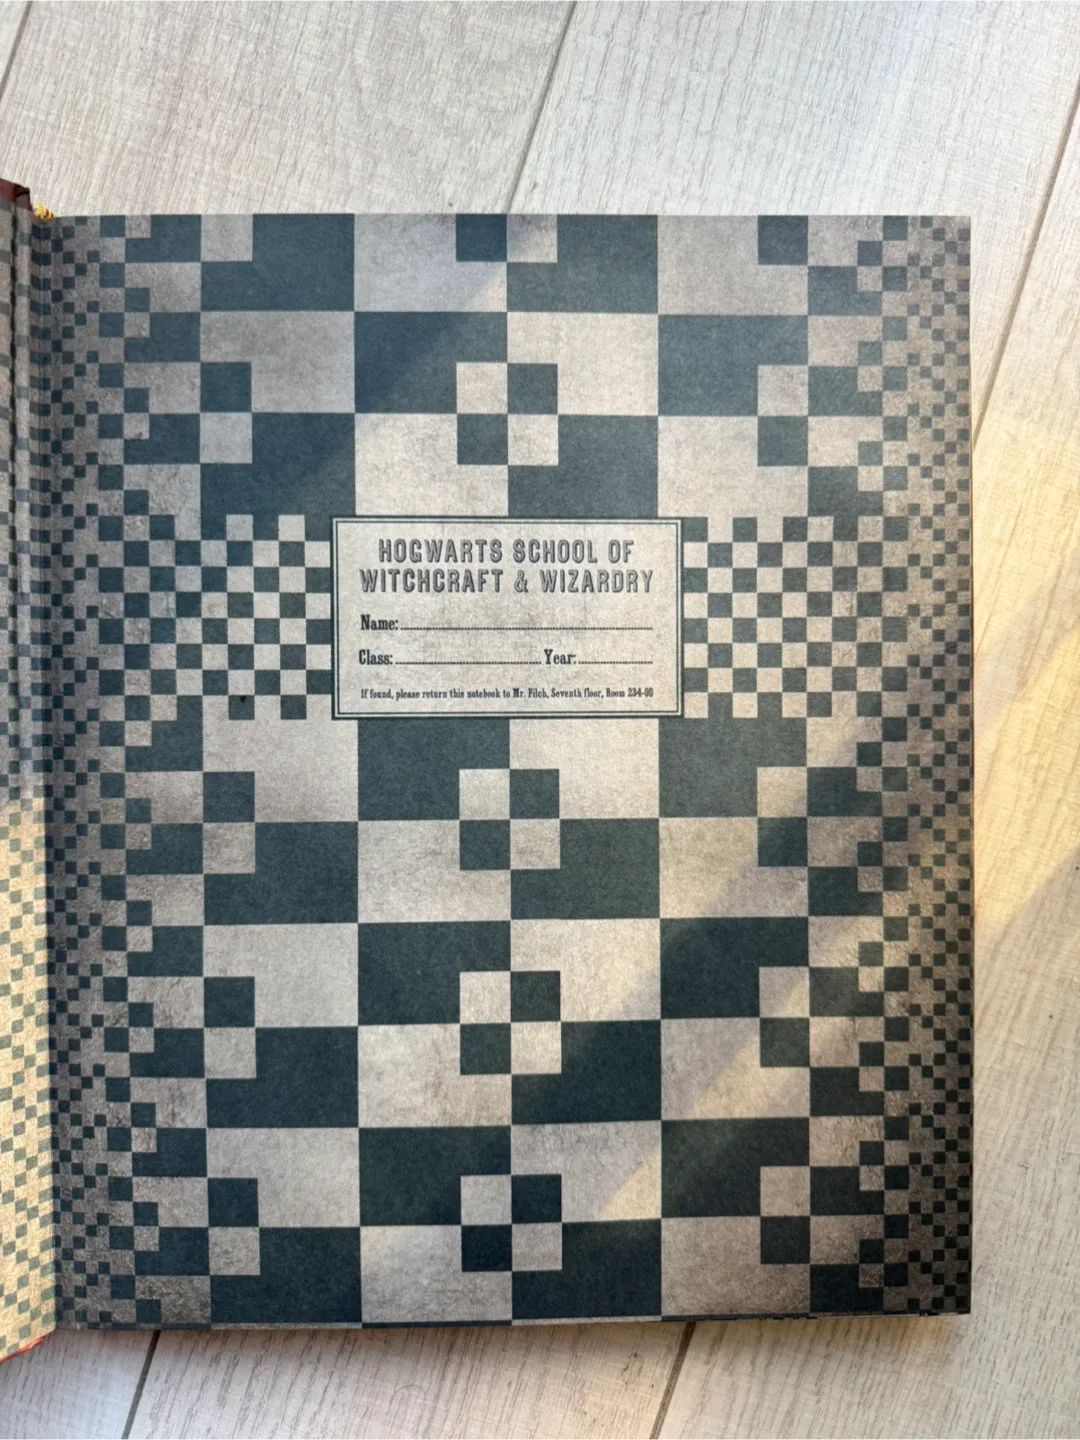 HOGWARTS SCHOOL OF
WITCHCRAFT & WIZARDRY
Name:
Class: Year:
If found, please return this notebook to Mr. Filch, Seventh floor, Room 234-00